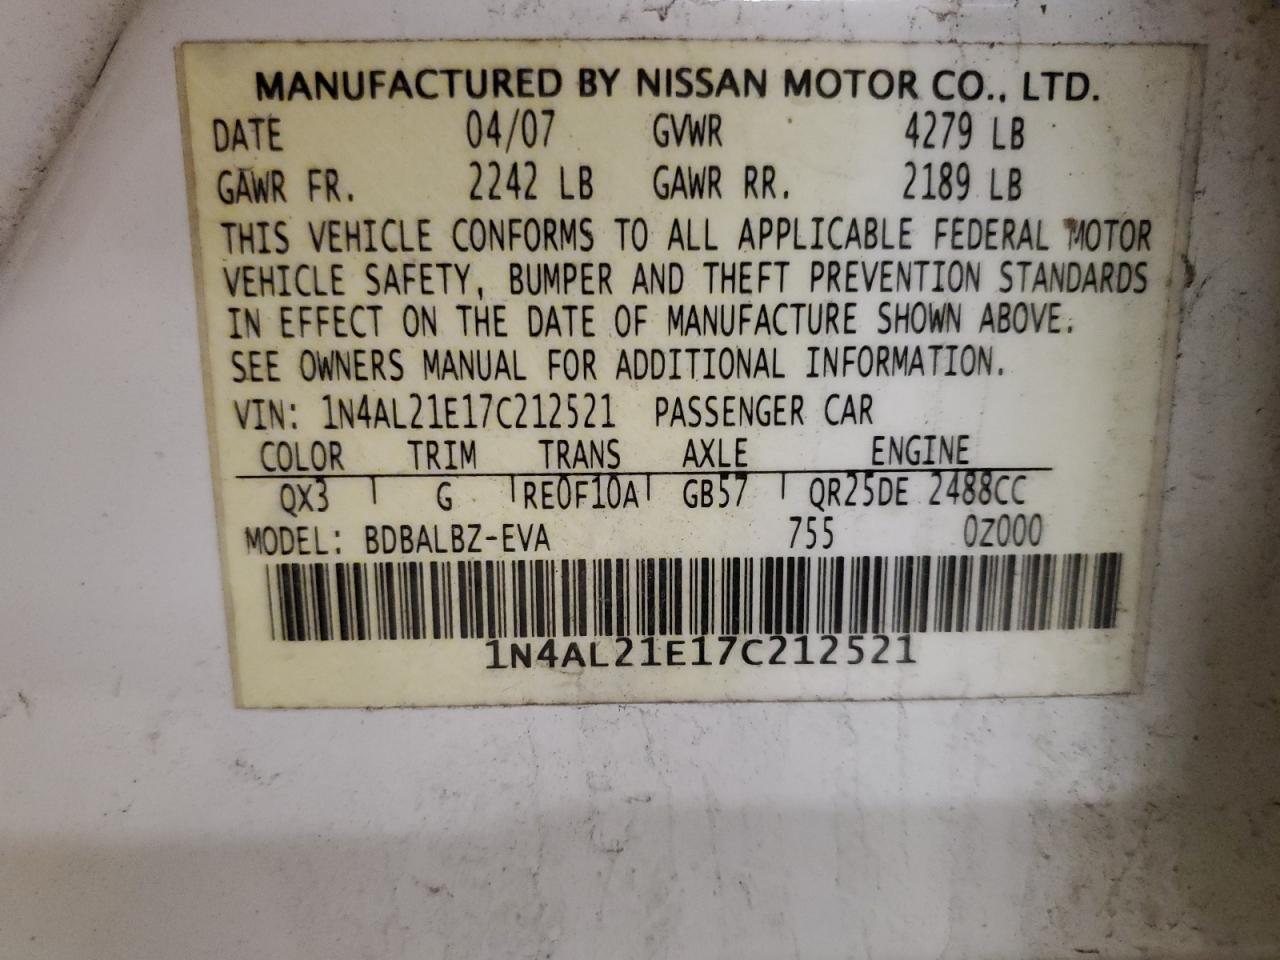 MANUFACTURED BY NISSAN MOTOR CO., LTD.
DATE 04/07 GVWR 4279 LB
GAWR FR. 2242 LB GAWR RR. 2189 LB
THIS VEHICLE CONFORMS TO ALL APPLICABLE FEDERAL MOTOR
VEHICLE SAFETY, BUMPER AND THEFT PREVENTION STANDARDS
IN EFFECT ON THE DATE OF MANUFACTURE SHOWN ABOVE.
SEE OWNERS MANUAL FOR ADDITIONAL INFORMATION.
VIN: 1N4AL21E17C212521 PASSENGER CAR
COLOR TRIM TRANS AXLE ENGINE
QX3 G RE0F10A GB57 QR25DE 2488CC
MODEL: BDBALBZ-EVA 755 0Z000
1N4AL21E17C212521